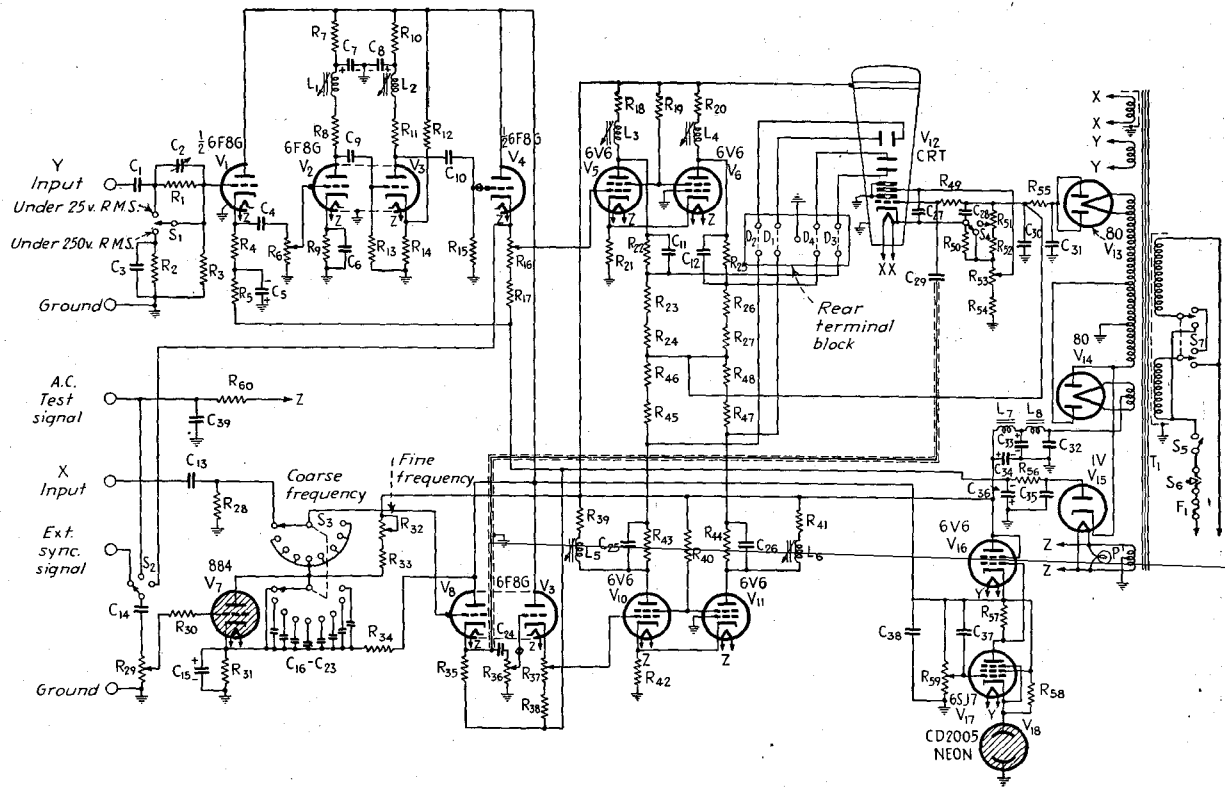 Y
Input
C1
Under 25v. R.M.S.
C2
R1
S1
Under 250v. R.M.S.
C3
R2
R3
Ground
1/2 6F8G
V1
R4
R5
C4
C5
R6
6F8G
V2
R7
C7
C8
R10
L1
L2
R8
C9
R11
R12
V3
C10
Z
R9
Z
C6
R13
Z
R14
R15
1/2 6F8G
V4
Z
R16
R17
6V6
V5
R18
R19
R20
L3
L4
6V6
V6
Z
Z
R21
R22
C11
C12
R25
R23
R24
R26
R27
R46
R48
R45
R47
D2
D1
D4
D3
Rear
terminal
block
V12
CRT
XX
C27
C29
R49
C28
R50
S4
R51
R52
R53
R54
C30
R55
C31
80
V13
X
X
Y
Y
80
V14
L7
L8
C33
C32
C34
R56
C36
C35
1V
V15
T1
S7
S5
S6
F1
Z
Z
P
A.C.
Test
signal
R60
Z
C39
X
Input
C13
R28
Coarse
frequency
S3
Fine
frequency
R32
R33
Ext.
sync.
signal
S2
C14
R29
Ground
R30
884
V7
C15
R31
C16-C23
R34
V8
6F8G
V3
Z
2
C24
R35
R36
R37
R38
R39
L5
C25
R43
R40
R44
C26
R41
L6
6V6
V10
6V6
V11
Z
Z
R42
6V6
V16
Y
R57
C38
C37
R59
R58
6SJ7
V17
Y
V18
CD2005
NEON